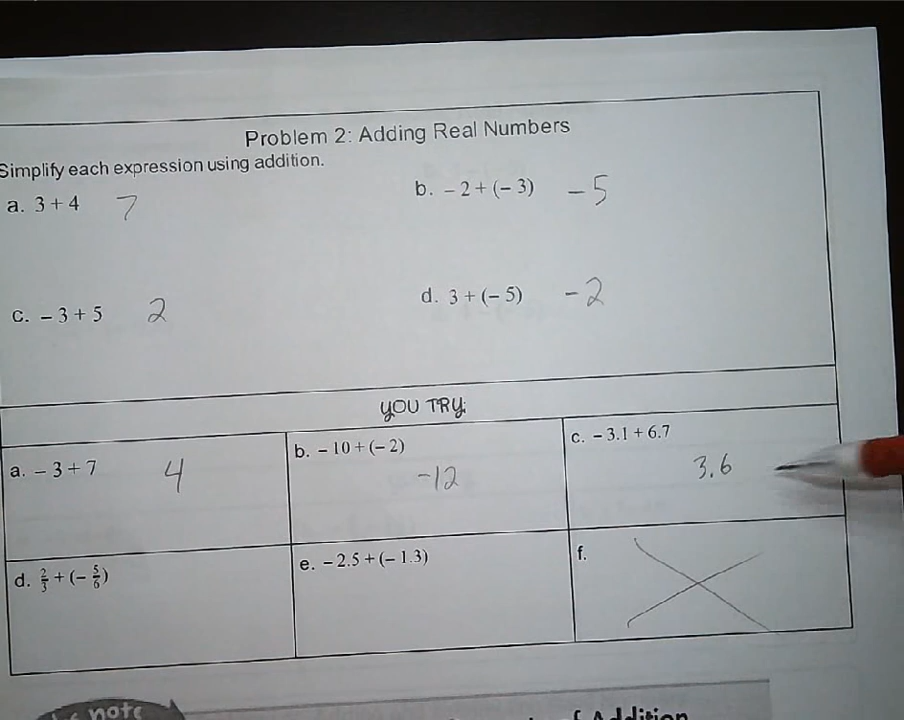 Problem 2: Adding Real Numbers
Simplify each expression using addition.
a. 3 + 4 7
b. – 2 + (– 3) –5
c. – 3 + 5 2
d. 3 + (– 5) –2
YOU TRY:
a. – 3 + 7 4
b. – 10 + (– 2) –12
c. – 3.1 + 6.7 3.6
d. 2/3 + (– 5/6)
e. – 2.5 + (– 1.3)
f.
note
f Addition